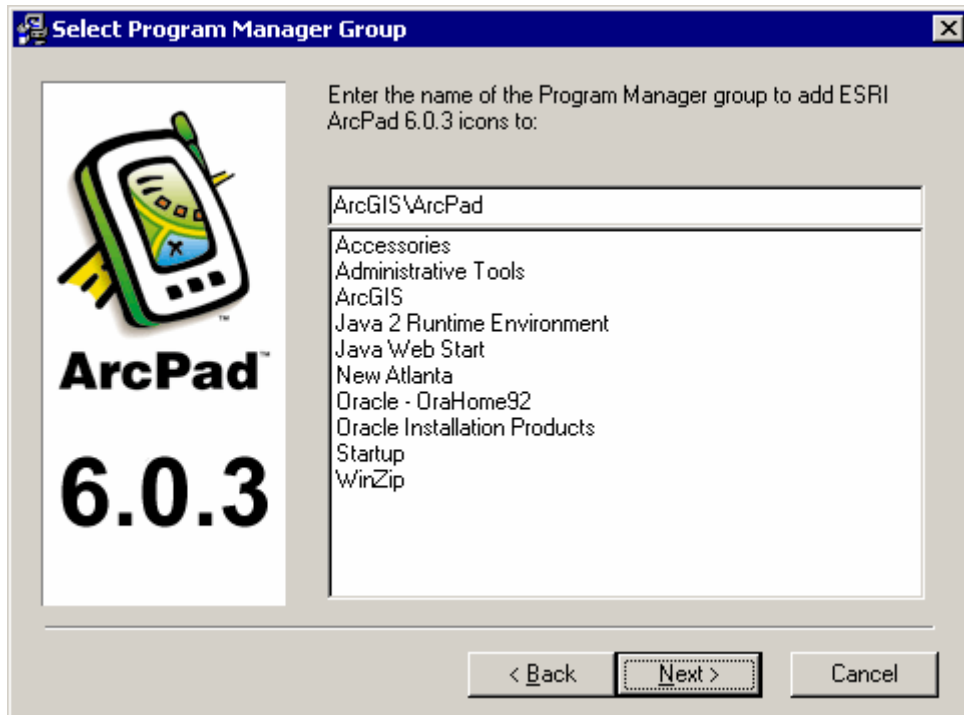 Select Program Manager Group
Enter the name of the Program Manager group to add ESRI
ArcPad 6.0.3 icons to:
ArcGIS\ArcPad
Accessories
Administrative Tools
ArcGIS
Java 2 Runtime Environment
Java Web Start
New Atlanta
Oracle - OraHome92
Oracle Installation Products
Startup
WinZip
™
ArcPad™
6.0.3
< Back
Next >
Cancel